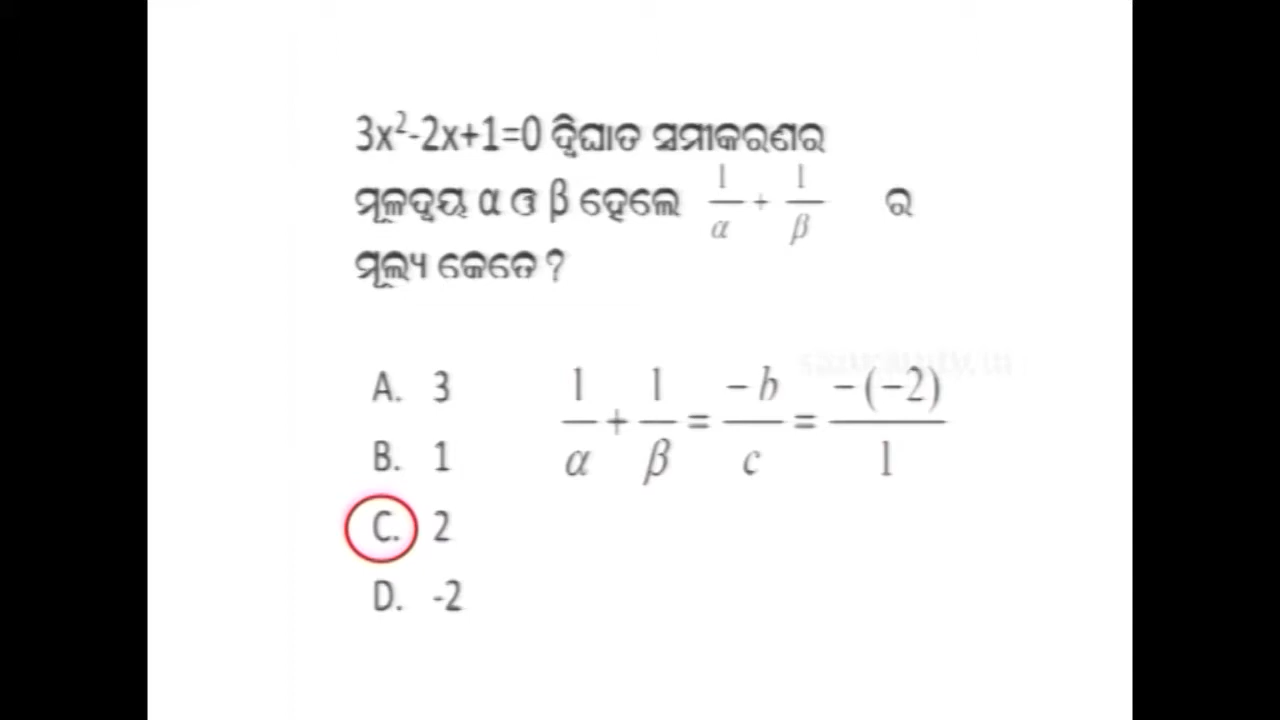 3x²-2x+1=0 ଦ୍ୱିଘାତ ସମୀକରଣର
ମୂଳଦ୍ୱୟ α ଓ β ହେଲେ 1/α + 1/β ର
ମୂଲ୍ୟ କେତେ ?
A. 3
B. 1
C. 2
D. -2
1/α + 1/β = -b/c = -(-2)/1